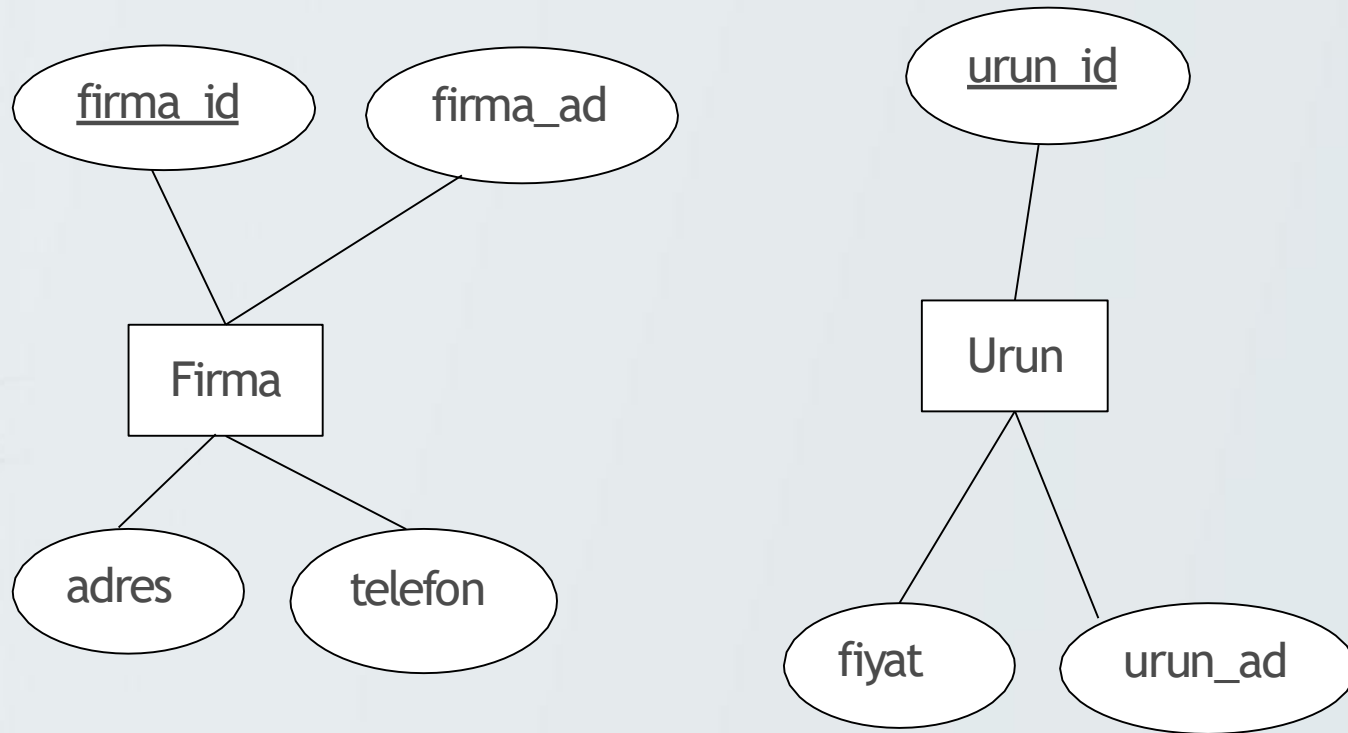 firma_id
firma_ad
Firma
adres
telefon
urun_id
Urun
fiyat
urun_ad